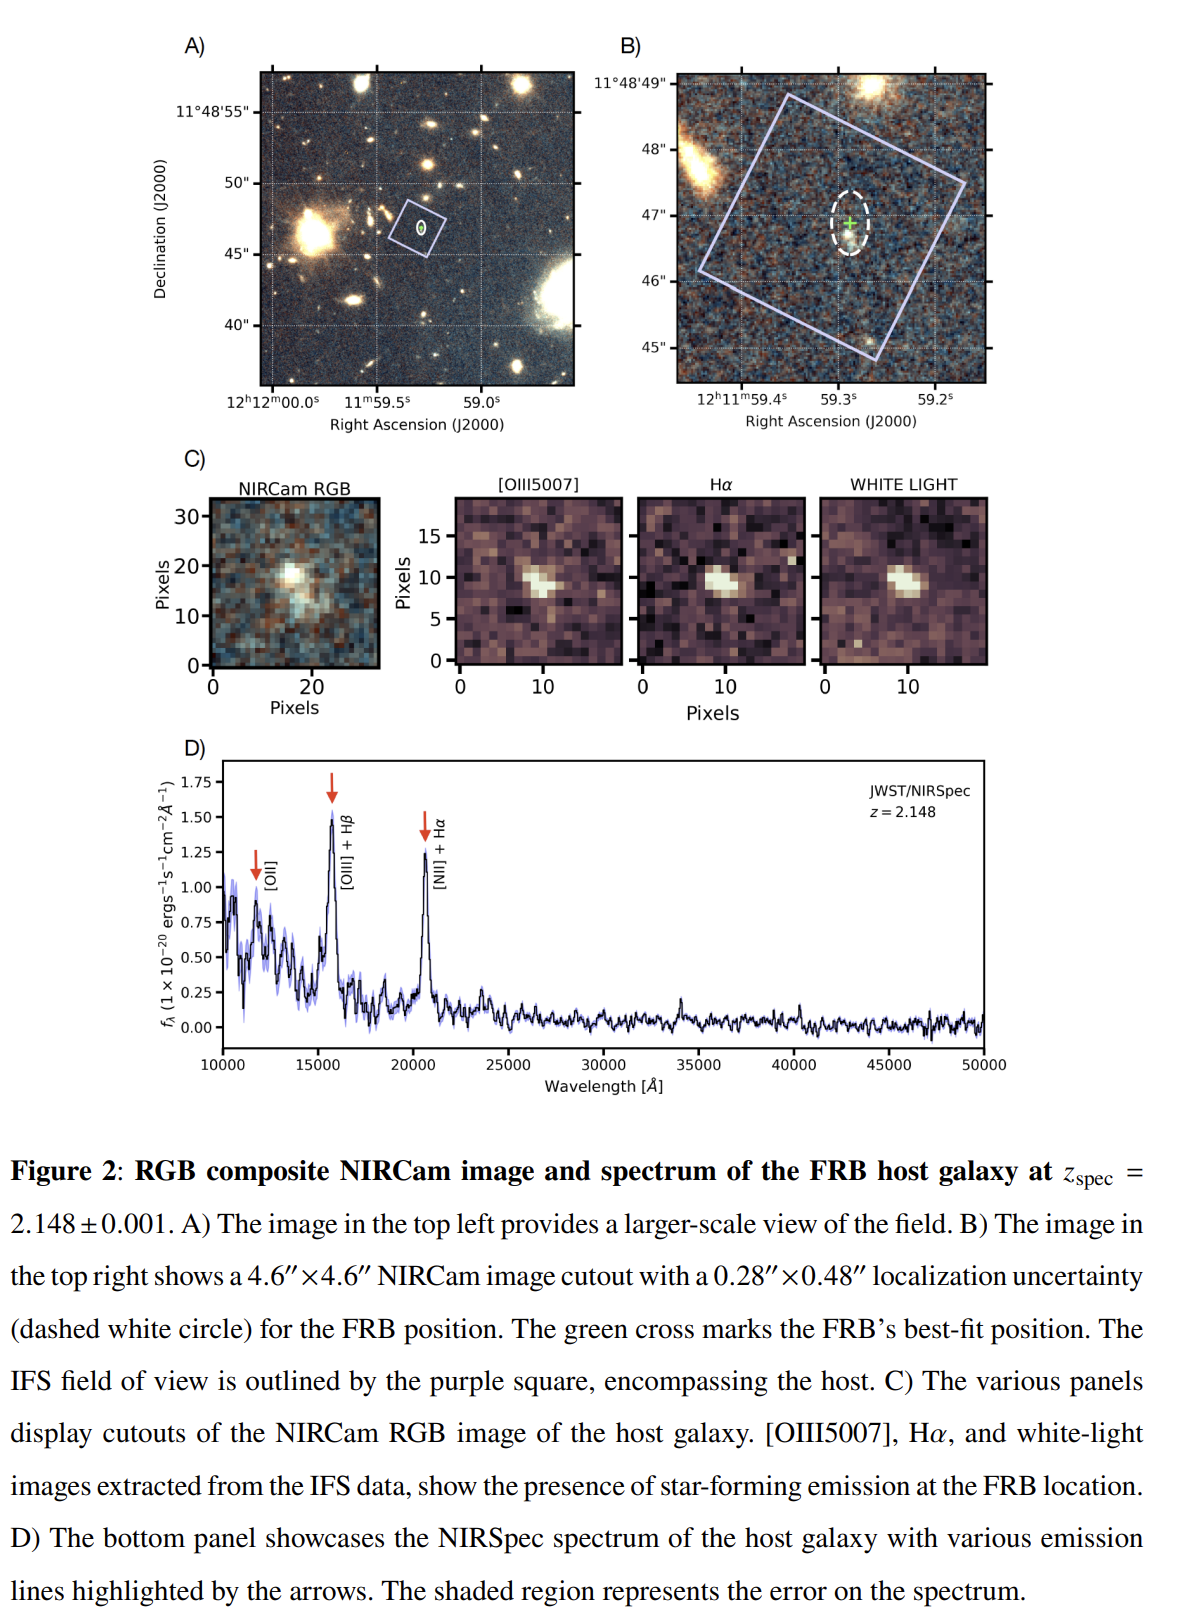 A)
B)
11°48'55"
50"
45"
40"
Declination (J2000)
12ʰ12ᵐ00.0ˢ 11ᵐ59.5ˢ 59.0ˢ
Right Ascension (J2000)
11°48'49"
48"
47"
46"
45"
12ʰ11ᵐ59.4ˢ 59.3ˢ 59.2ˢ
Right Ascension (J2000)
C)
NIRCam RGB
30
20
10
0
Pixels
0 20
Pixels
[OIII5007] Hα WHITE LIGHT
15
10
5
0
Pixels
0 10 0 10 0 10
Pixels
D)
1.75
1.50
1.25
1.00
0.75
0.50
0.25
0.00
f_λ (1 × 10⁻²⁰ ergs⁻¹s⁻¹cm⁻²Å⁻¹)
[OII]
[OIII] + Hβ
[NII] + Hα
JWST/NIRSpec
z = 2.148
10000 15000 20000 25000 30000 35000 40000 45000 50000
Wavelength [Å]
Figure 2: RGB composite NIRCam image and spectrum of the FRB host galaxy at z_spec =
2.148 ± 0.001. A) The image in the top left provides a larger-scale view of the field. B) The image in
the top right shows a 4.6″×4.6″ NIRCam image cutout with a 0.28″×0.48″ localization uncertainty
(dashed white circle) for the FRB position. The green cross marks the FRB’s best-fit position. The
IFS field of view is outlined by the purple square, encompassing the host. C) The various panels
display cutouts of the NIRCam RGB image of the host galaxy. [OIII5007], Hα, and white-light
images extracted from the IFS data, show the presence of star-forming emission at the FRB location.
D) The bottom panel showcases the NIRSpec spectrum of the host galaxy with various emission
lines highlighted by the arrows. The shaded region represents the error on the spectrum.